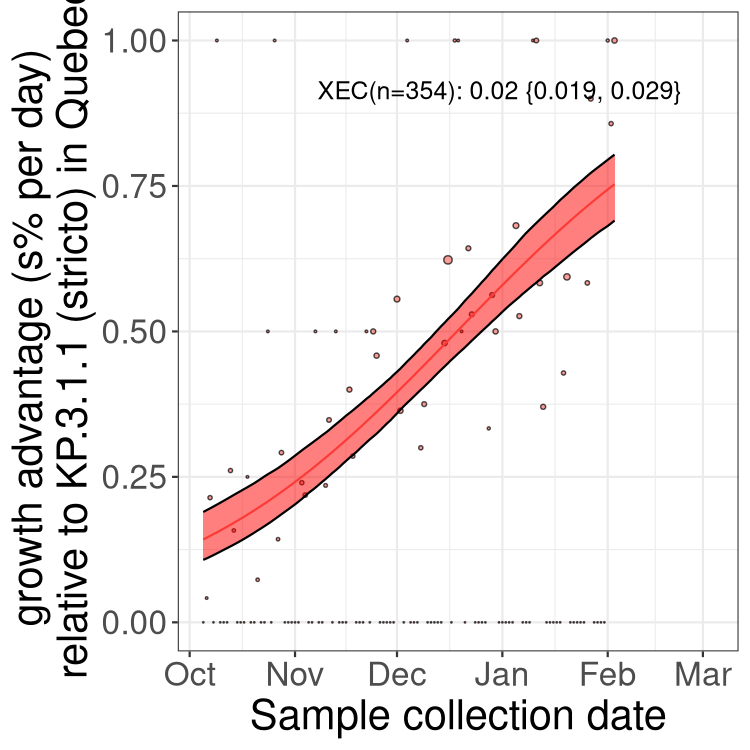 growth advantage (s% per day)
relative to KP.3.1.1 (stricto) in Quebec
1.00
0.75
0.50
0.25
0.00
XEC(n=354): 0.02 {0.019, 0.029}
Oct Nov Dec Jan Feb Mar
Sample collection date